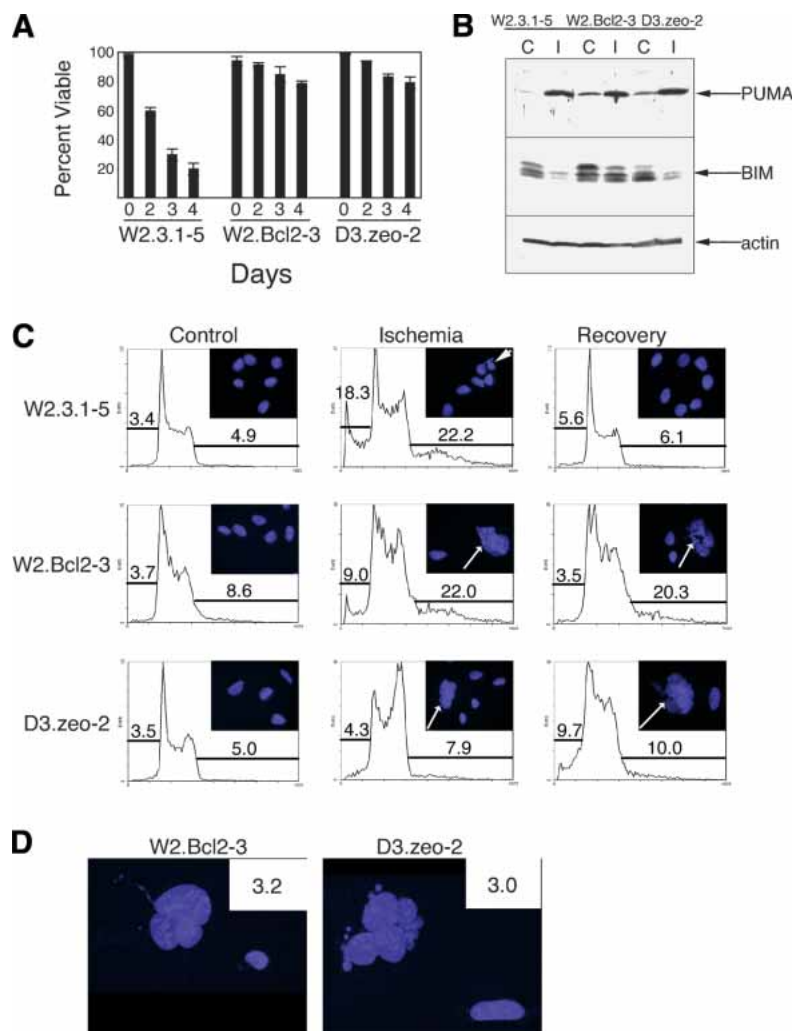 A
Percent Viable
100
80
60
40
20
0 2 3 4 0 2 3 4 0 2 3 4
W2.3.1-5 W2.Bcl2-3 D3.zeo-2
Days
B
W2.3.1-5 W2.Bcl2-3 D3.zeo-2
C I C I C I
PUMA
BIM
actin
C
Control Ischemia Recovery
W2.3.1-5
3.4 4.9
18.3 22.2
5.6 6.1
W2.Bcl2-3
3.7 8.6
9.0 22.0
3.5 20.3
D3.zeo-2
3.5 5.0
4.3 7.9
9.7 10.0
D
W2.Bcl2-3 D3.zeo-2
3.2 3.0